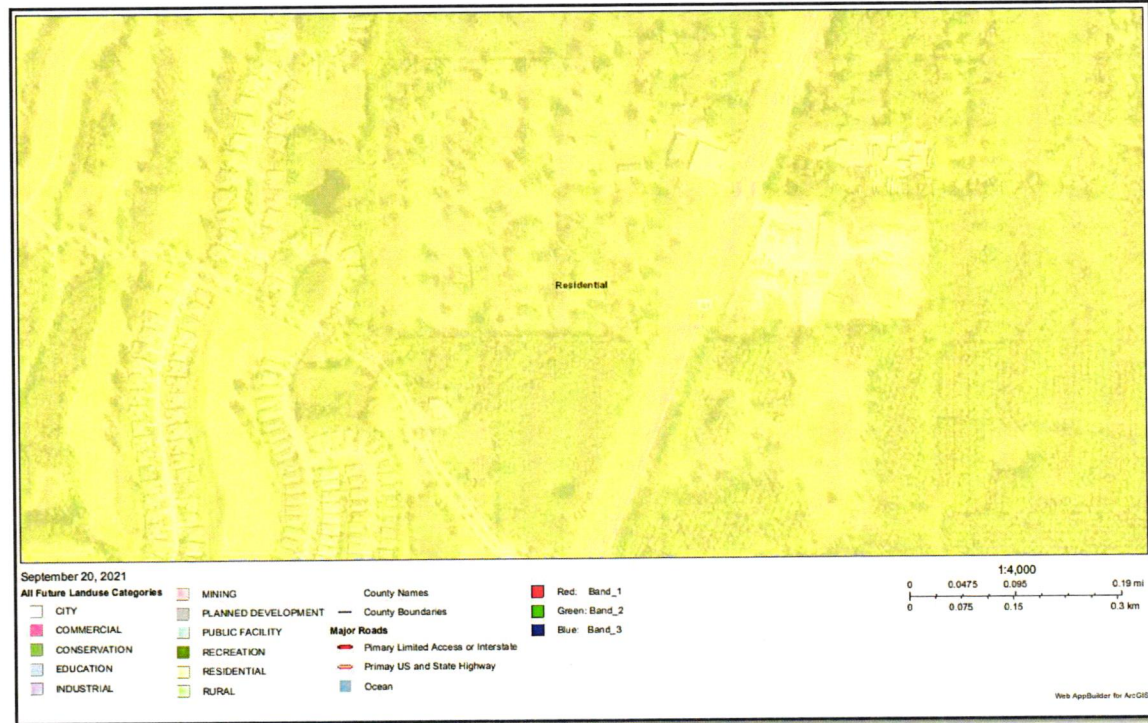 Residential
September 20, 2021
All Future Landuse Categories
CITY
COMMERCIAL
CONSERVATION
EDUCATION
INDUSTRIAL
MINING
PLANNED DEVELOPMENT
PUBLIC FACILITY
RECREATION
RESIDENTIAL
RURAL
County Names
County Boundaries
Major Roads
Pimary Limited Access or Interstate
Primay US and State Highway
Ocean
Red: Band_1
Green: Band_2
Blue: Band_3
1:4,000
0 0.0475 0.095 0.19 mi
0 0.075 0.15 0.3 km
Web AppBuilder for ArcGIS